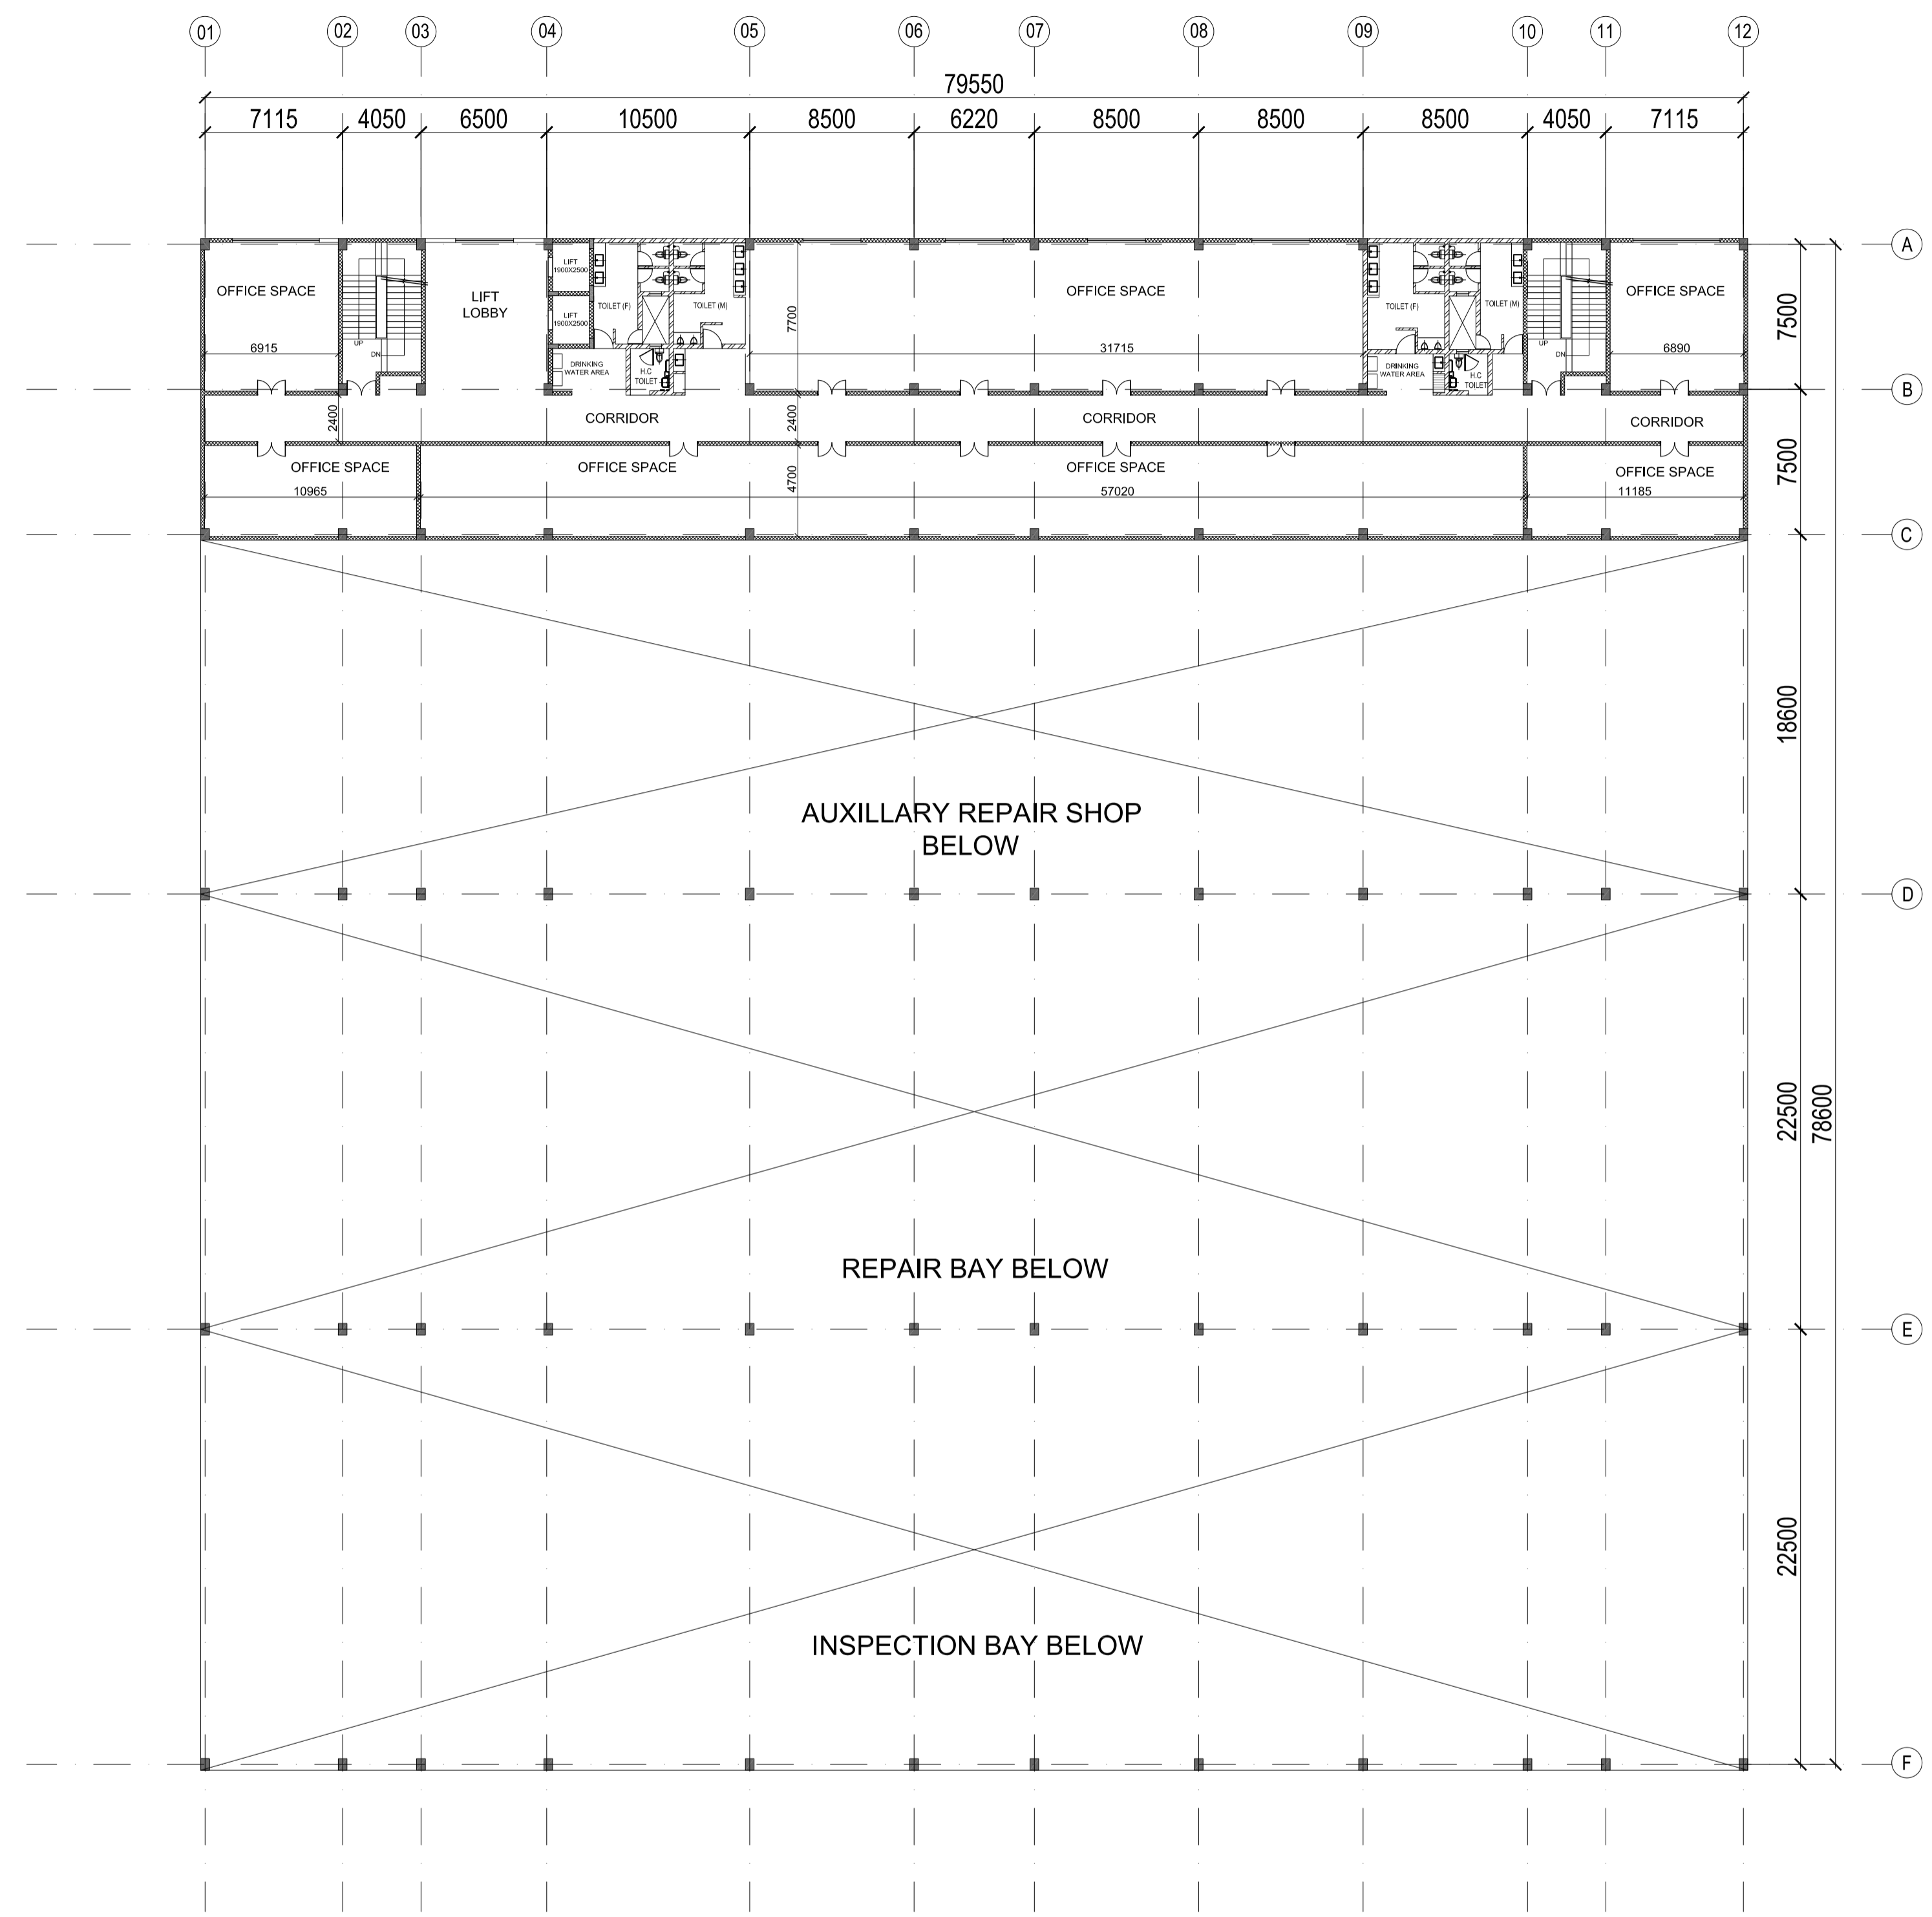 01 02 03 04 05 06 07 08 09 10 11 12
79550
7115 4050 6500 10500 8500 6220 8500 8500 8500 4050 7115
A
OFFICE SPACE
LIFT
LOBBY
LIFT
1900X2500
LIFT
1900X2500
TOILET (F)
TOILET (M)
OFFICE SPACE
TOILET (F)
TOILET (M)
OFFICE SPACE
7700
7500
6915
UP
DN
DRINKING
WATER AREA
H.C
TOILET
31715
DRINKING
WATER AREA
H.C
TOILET
UP
DN
6890
B
2400
CORRIDOR
2400
CORRIDOR
CORRIDOR
7500
OFFICE SPACE
OFFICE SPACE
OFFICE SPACE
OFFICE SPACE
10965
4700
57020
11185
C
18600
AUXILLARY REPAIR SHOP
BELOW
D
22500
78600
REPAIR BAY BELOW
E
22500
INSPECTION BAY BELOW
F